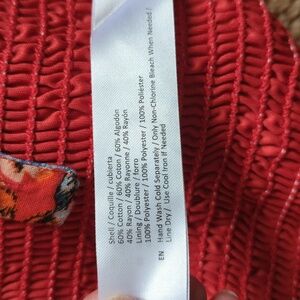 Shell / Coquille / cubierta
60% Cotton / 60% Coton / 60% Algodón
40% Rayon / 40% Rayonne / 40% Rayón
Lining / Doublure / forro
100% Polyester / 100% Polyester / 100% Poliéster
EN Hand Wash Cold Separately / Only Non-Chlorine Bleach When Needed /
Line Dry / Use Cool Iron If Needed